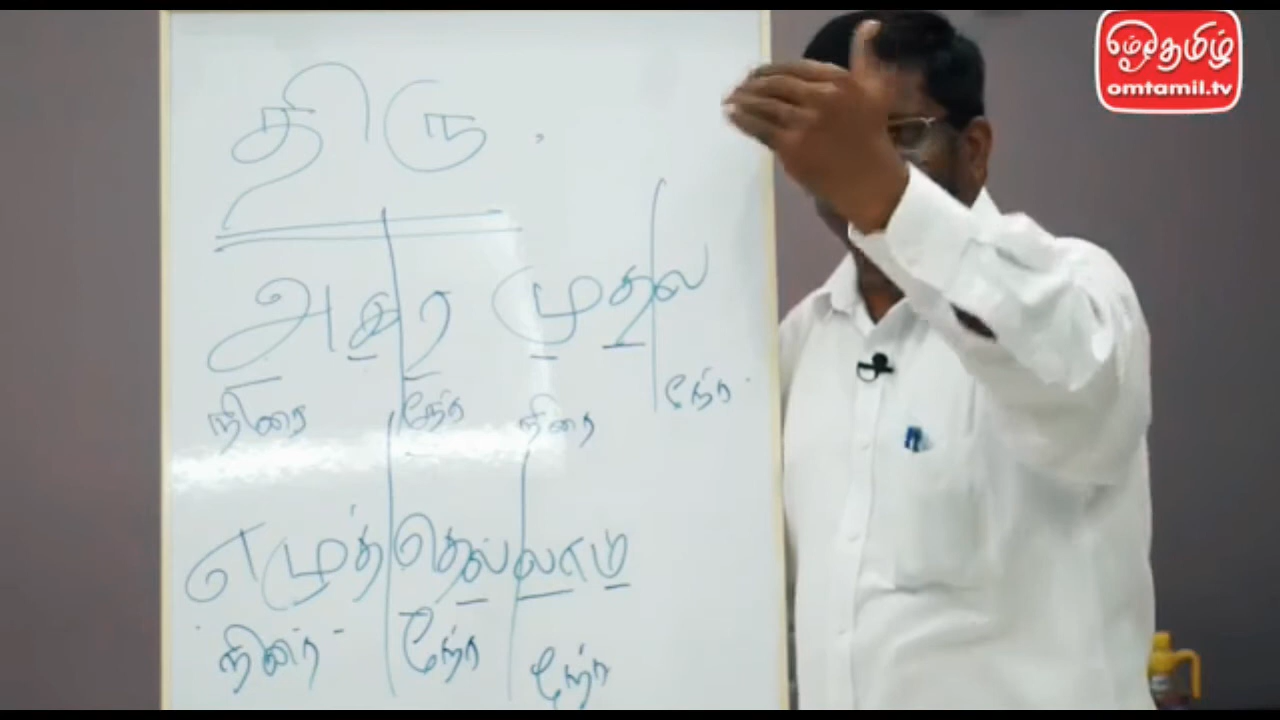 ஓம்தமிழ்
omtamil.tv
திரு
அகர முதல
நிரை நேர் நிரை நேர்
எழுத் தெல் லாம்
நிரை நேர் நேர்